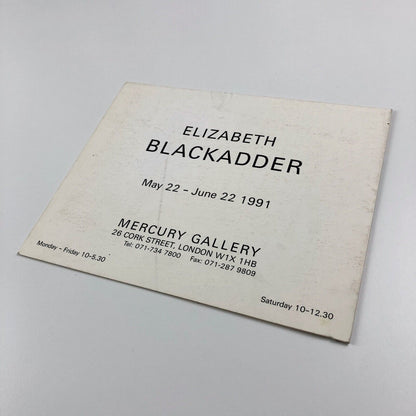 ELIZABETH
BLACKADDER
May 22 - June 22 1991
MERCURY GALLERY
26 CORK STREET, LONDON W1X 1HB
Tel: 071-734 7800 Fax: 071-287 9809
Monday - Friday 10-5.30
Saturday 10-12.30